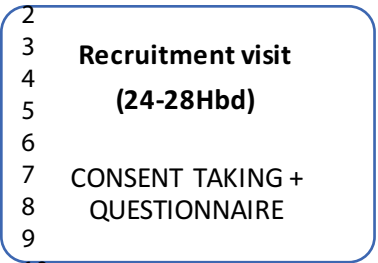 2
3
Recruitment visit
4
(24-28Hbd)
5
6
7
CONSENT TAKING +
8
QUESTIONNAIRE
9